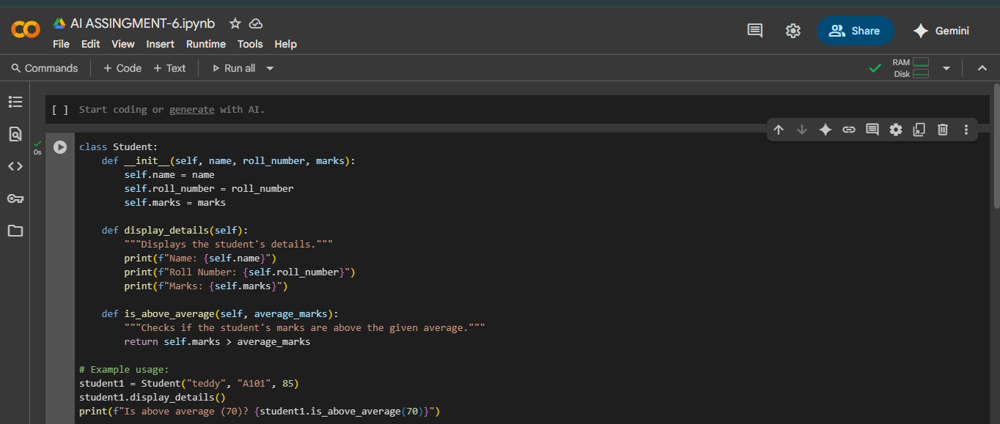 AI ASSINGMENT-6.ipynb
File Edit View Insert Runtime Tools Help
Share
Gemini
Commands + Code + Text Run all
RAM
Disk
[ ] Start coding or generate with AI.
0s
class Student:
    def __init__(self, name, roll_number, marks):
        self.name = name
        self.roll_number = roll_number
        self.marks = marks

    def display_details(self):
        """Displays the student's details."""
        print(f"Name: {self.name}")
        print(f"Roll Number: {self.roll_number}")
        print(f"Marks: {self.marks}")

    def is_above_average(self, average_marks):
        """Checks if the student's marks are above the given average."""
        return self.marks > average_marks

# Example usage:
student1 = Student("teddy", "A101", 85)
student1.display_details()
print(f"Is above average (70)? {student1.is_above_average(70)}")